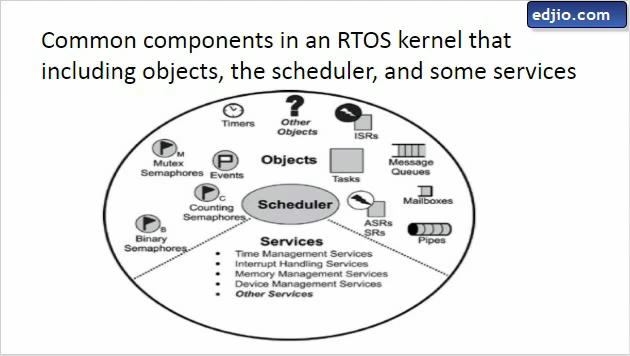 edjio.com
Common components in an RTOS kernel that
including objects, the scheduler, and some services
Timers
?
Other
Objects
ISRs
M
Mutex
Semaphores
Events
Objects
Tasks
Message
Queues
C
Counting
Semaphores
Scheduler
ASRs
SRs
Mailboxes
B
Binary
Semaphores
Pipes
Services
• Time Management Services
• Interrupt Handling Services
• Memory Management Services
• Device Management Services
• Other Services